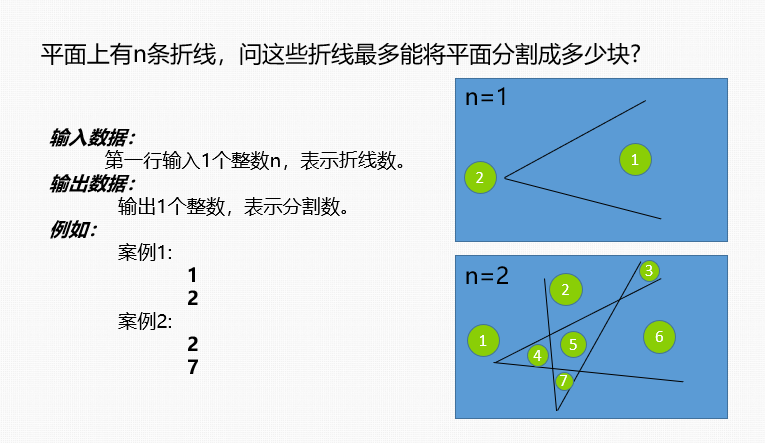 平面上有n条折线，问这些折线最多能将平面分割成多少块?
输入数据：
第一行输入1个整数n，表示折线数。
输出数据：
输出1个整数，表示分割数。
例如：
案例1:
1
2
案例2:
2
7
n=1
1
2
n=2
3
2
1
5
6
4
7